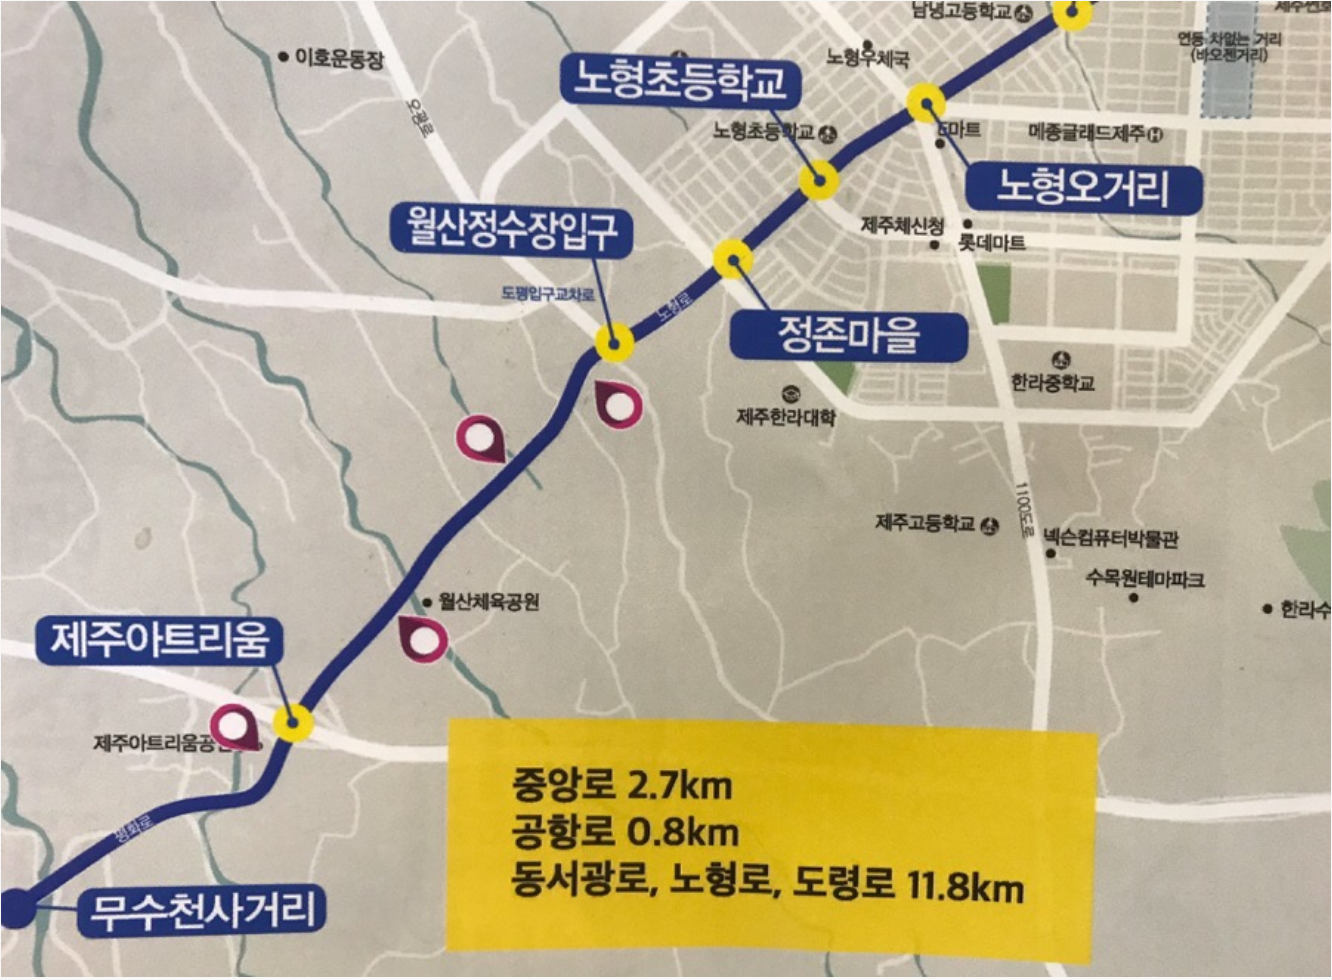 남녕고등학교
이호운동장
노형우체국
연동 차없는 거리
(바오젠거리)
노형초등학교
오광로
노형초등학교
E마트
메종글래드제주
노형오거리
월산정수장입구
제주체신청
롯데마트
도평입구교차로
노형로
정존마을
한라중학교
제주한라대학
1100도로
제주고등학교
넥슨컴퓨터박물관
수목원테마파크
월산체육공원
한라수
제주아트리움
제주아트리움공
중앙로 2.7km
공항로 0.8km
동서광로, 노형로, 도령로 11.8km
평화로
무수천사거리